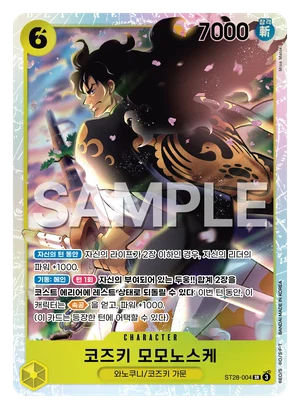 6
7000
참격
斬
SAMPLE
자신의 턴 동안 자신의 라이프가 2장 이하인 경우, 자신의 리더의
파워 +1000.
기동: 메인 턴 1회 자신의 부여되어 있는 두웅!! 합계 2장을
코스트 에리어에 레스트 상태로 되돌릴 수 있다: 이번 턴 동안, 이
캐릭터는 속공 을 얻고, 파워 +1000.
(이 카드는 등장한 턴에 어택할 수 있다)
CHARACTER
코즈키 모모노스케
와노쿠니/코즈키 가문
ST28-004
3